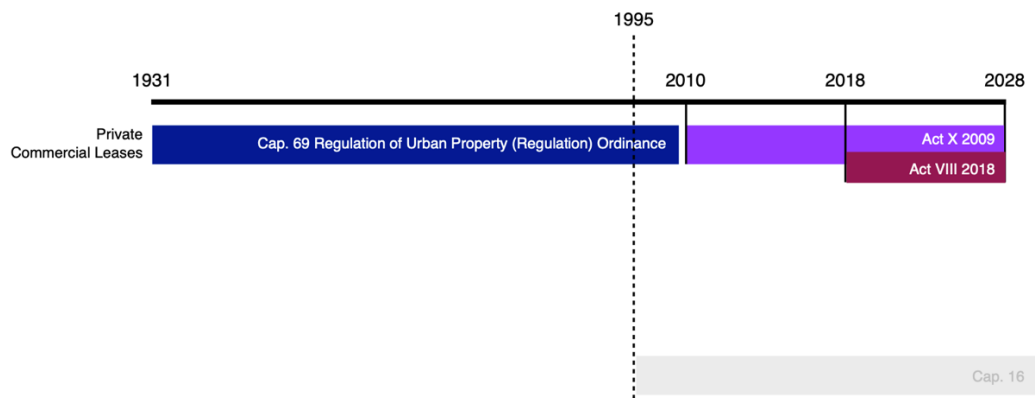 1995
1931
2010
2018
2028
Private
Commercial Leases
Cap. 69 Regulation of Urban Property (Regulation) Ordinance
Act X 2009
Act VIII 2018
Cap. 16